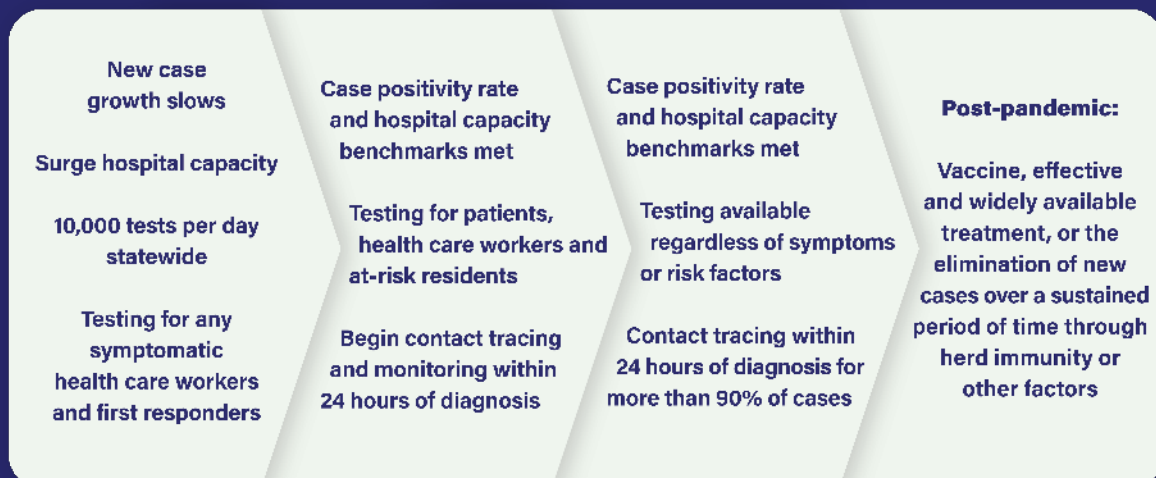 New case
growth slows
Surge hospital capacity
10,000 tests per day
statewide
Testing for any
symptomatic
health care workers
and first responders
Case positivity rate
and hospital capacity
benchmarks met
Testing for patients,
health care workers and
at-risk residents
Begin contact tracing
and monitoring within
24 hours of diagnosis
Case positivity rate
and hospital capacity
benchmarks met
Testing available
regardless of symptoms
or risk factors
Contact tracing within
24 hours of diagnosis for
more than 90% of cases
Post-pandemic:
Vaccine, effective
and widely available
treatment, or the
elimination of new
cases over a sustained
period of time through
herd immunity or
other factors